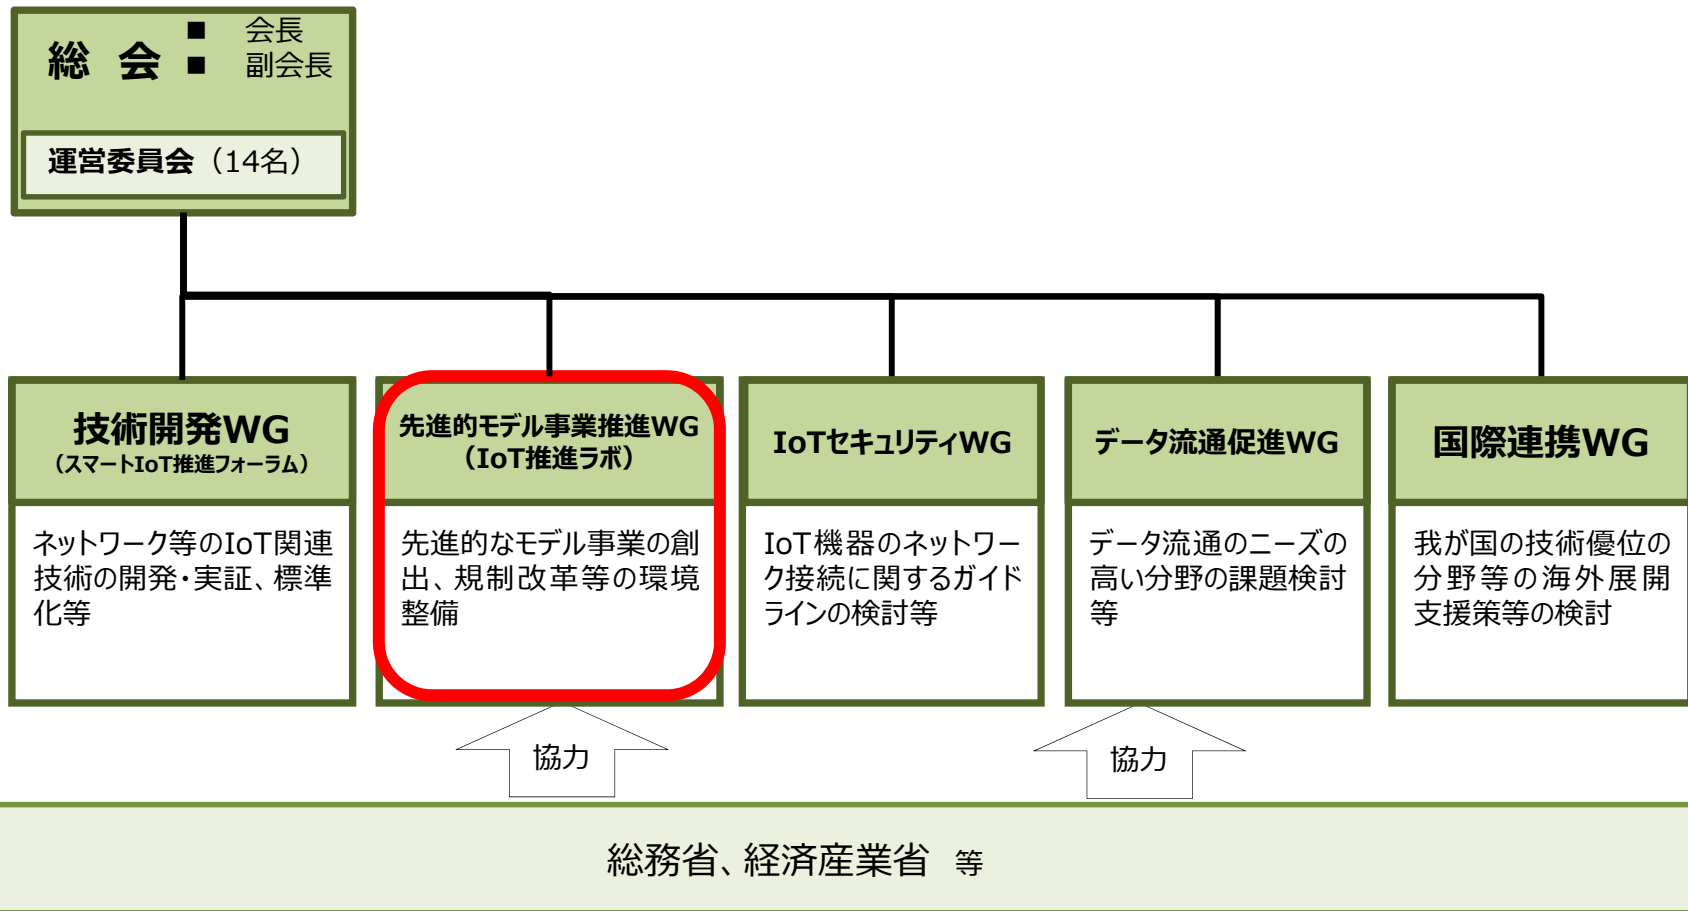 総 会
■ 会長
■ 副会長
運営委員会（14名）
技術開発WG
（スマートIoT推進フォーラム）
ネットワーク等のIoT関連
技術の開発・実証、標準
化等
先進的モデル事業推進WG
（IoT推進ラボ）
先進的なモデル事業の創
出、規制改革等の環境
整備
IoTセキュリティWG
IoT機器のネットワー
ク接続に関するガイド
ラインの検討等
データ流通促進WG
データ流通のニーズの
高い分野の課題検討
等
国際連携WG
我が国の技術優位の
分野等の海外展開
支援策等の検討
協力
協力
総務省、経済産業省 等